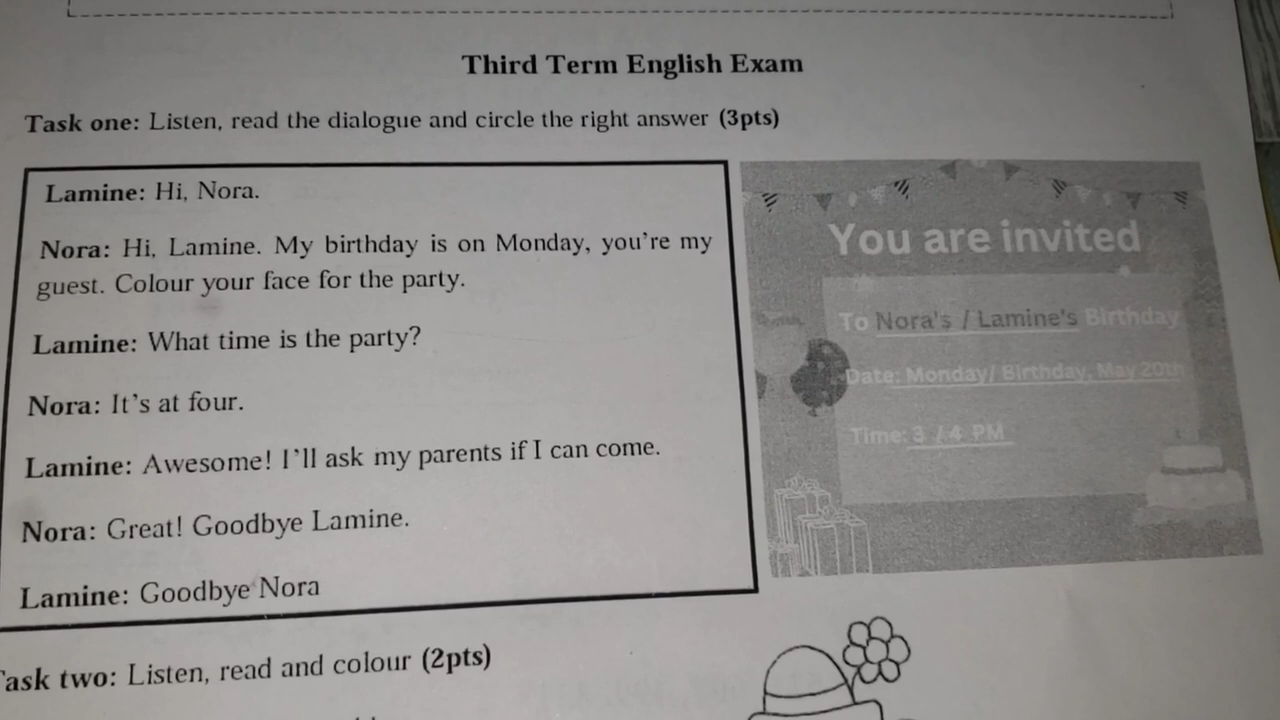 Third Term English Exam
Task one: Listen, read the dialogue and circle the right answer (3pts)
Lamine: Hi, Nora.
Nora: Hi, Lamine. My birthday is on Monday, you're my
guest. Colour your face for the party.
Lamine: What time is the party?
Nora: It's at four.
Lamine: Awesome! I'll ask my parents if I can come.
Nora: Great! Goodbye Lamine.
Lamine: Goodbye Nora
You are invited
To Nora's / Lamine's Birthday
Date: Monday/ Birthday, May 20th
Time: 3 / 4 PM
Task two: Listen, read and colour (2pts)